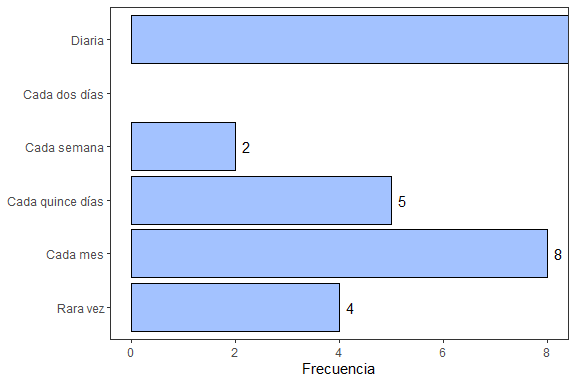 Diaria
Cada dos días
Cada semana
2
Cada quince días
5
Cada mes
8
Rara vez
4
0 2 4 6 8
Frecuencia